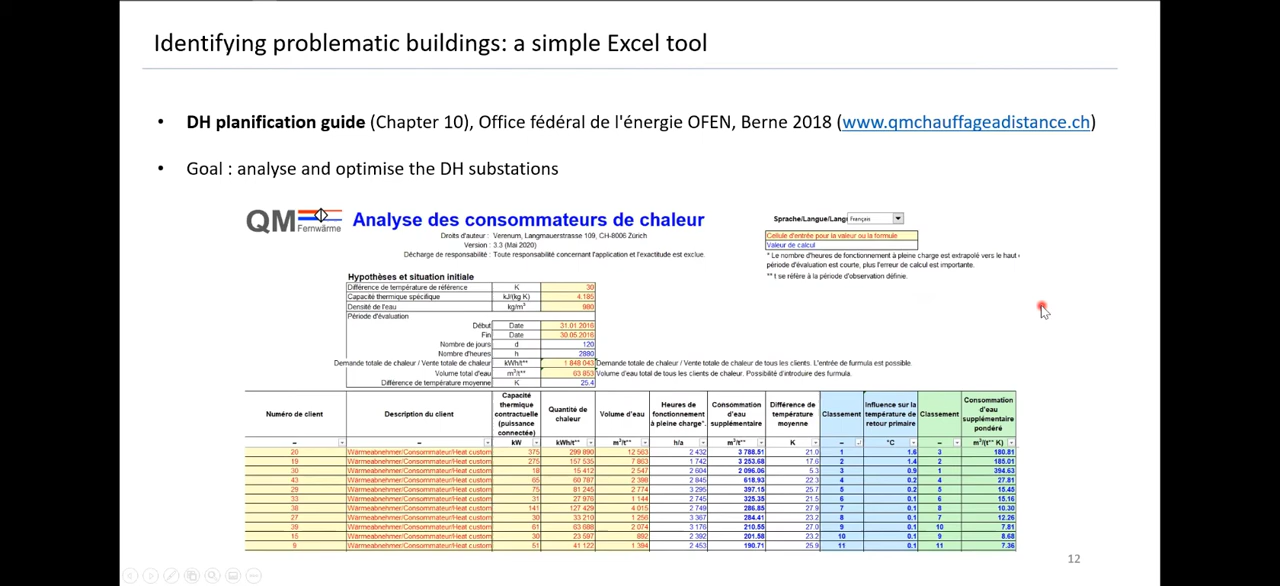 Identifying problematic buildings: a simple Excel tool
• DH planification guide (Chapter 10), Office fédéral de l'énergie OFEN, Berne 2018 (www.qmchauffageadistance.ch)
• Goal : analyse and optimise the DH substations
QM Fernwärme
Analyse des consommateurs de chaleur
Droits d'auteur : Verenum, Langmauerstrasse 109, CH-8006 Zürich
Version : 3.3 (Mai 2020)
Décharge de responsabilité : Toute responsabilité concernant l'application et l'exactitude est exclue.
Sprache/Langue/Lang Français
Cellule d'entrée pour la valeur ou la formule
Valeur de calcul
* Le nombre d'heures de fonctionnement à pleine charge est extrapolé vers le haut
période d'évaluation est courte, plus l'erreur de calcul est importante.
** t se réfère à la période d'observation définie.
Hypothèses et situation initiale
Différence de température de référence K 30
Capacité thermique spécifique kJ/(kg K) 4.185
Densité de l'eau kg/m³ 980
Période d'évaluation
Début Date 31.01.2016
Fin Date 30.05.2016
Nombre de jours d 120
Nombre d'heures h 2880
Demande totale de chaleur / Vente totale de chaleur kWh/t** 1 848 043 Demande totale de chaleur / Vente totale de chaleur de tous les clients. L'entrée de formula est possible.
Volume total d'eau m³/t** 63 853 Volume d'eau total de tous les clients de chaleur. Possibilité d'introduire des formula.
Différence de température moyenne K 25.4
Numéro de client Description du client Capacité thermique contractuelle (puissance connectée) Quantité de chaleur Volume d'eau Heures de fonctionnement à pleine charge*. Consommation d'eau supplémentaire Différence de température moyenne Classement Influence sur la température de retour primaire Classement Consommation d'eau supplémentaire pondéré
– – kW kWh/t** m³/t** h/a m³/t** K – °C – m³/(t** K)
20 Wärmeabnehmer/Consommateur/Heat custom 375 299 890 12 563 2 432 3 788.51 21.0 1 1.6 3 180.81
19 Wärmeabnehmer/Consommateur/Heat custom 275 157 535 7 863 1 742 3 253.68 17.6 2 1.4 2 185.01
30 Wärmeabnehmer/Consommateur/Heat custom 18 15 412 2 547 2 604 2 096.06 5.3 3 0.9 1 394.63
43 Wärmeabnehmer/Consommateur/Heat custom 65 60 787 2 398 2 845 618.93 22.3 4 0.2 4 27.81
29 Wärmeabnehmer/Consommateur/Heat custom 75 81 245 2 774 3 295 397.15 25.7 5 0.2 5 15.45
33 Wärmeabnehmer/Consommateur/Heat custom 31 27 970 1 144 2 745 325.35 21.5 6 0.1 6 15.16
38 Wärmeabnehmer/Consommateur/Heat custom 141 127 429 4 015 2 749 286.85 27.9 7 0.1 8 10.30
27 Wärmeabnehmer/Consommateur/Heat custom 30 33 210 1 256 3 367 284.41 23.2 8 0.1 7 12.26
39 Wärmeabnehmer/Consommateur/Heat custom 61 63 688 2 074 3 176 210.55 27.0 9 0.1 10 7.81
15 Wärmeabnehmer/Consommateur/Heat custom 30 23 597 892 2 392 201.58 23.2 10 0.1 9 8.68
9 Wärmeabnehmer/Consommateur/Heat custom 51 41 122 1 394 2 453 190.71 25.9 11 0.1 11 7.36
12